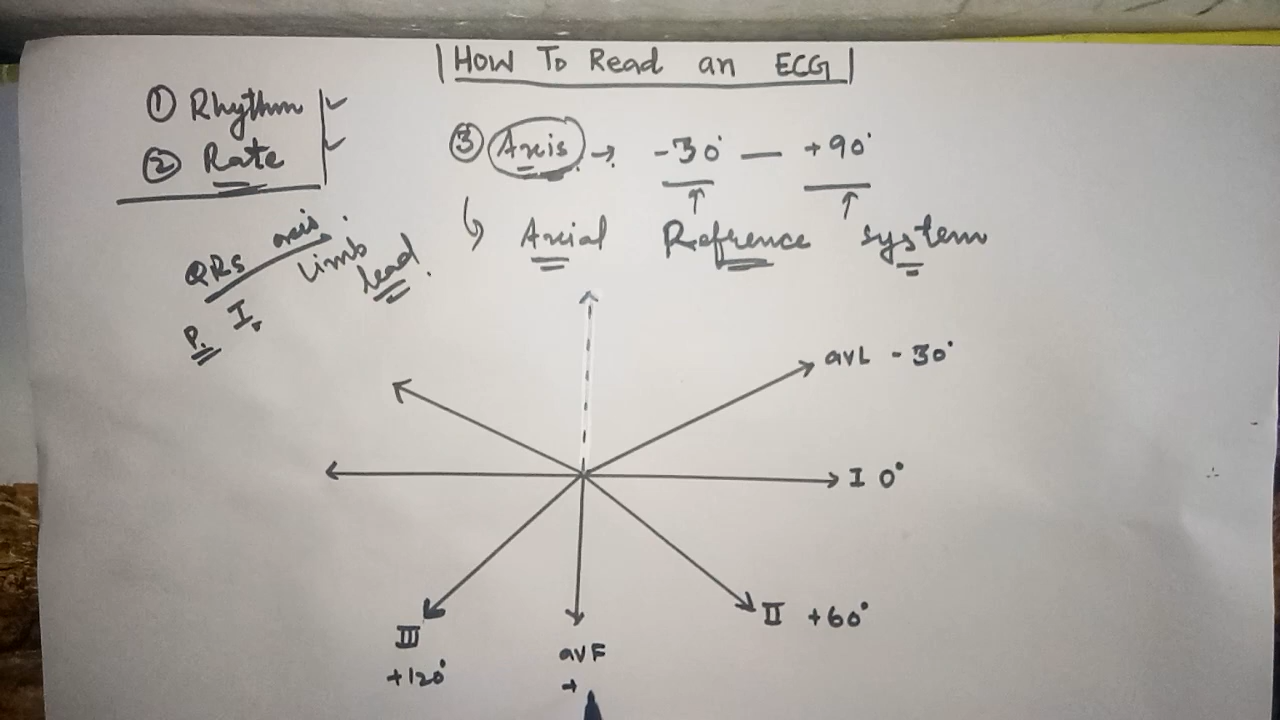 How To Read an ECG
① Rhythm
② Rate
③ Axis → -30° — +90°
Axial Refrence system
QRS axis
limb lead.
P. I.
avL - 30°
I 0°
II +60°
III
+120°
avF
+